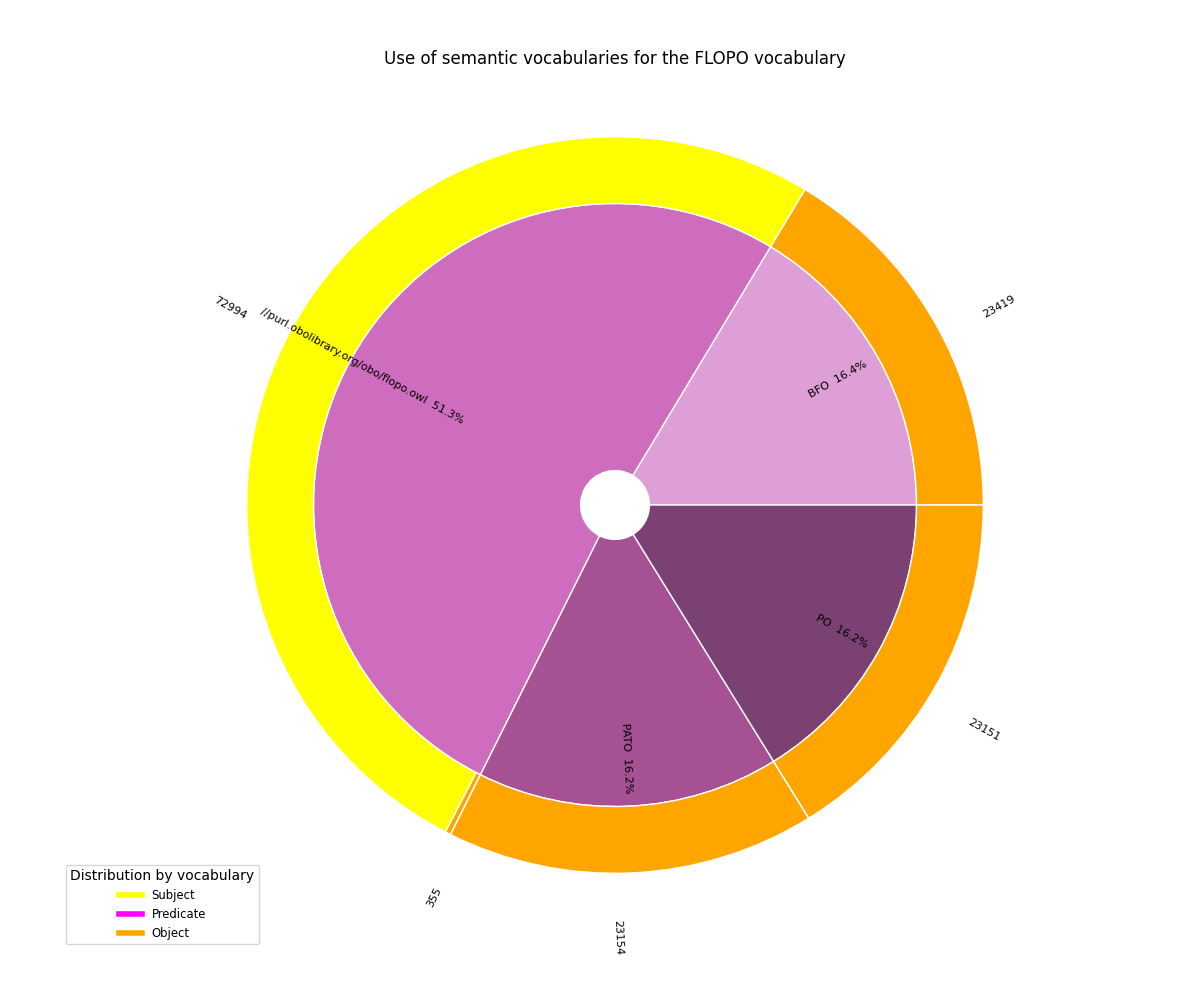 Use of semantic vocabularies for the FLOPO vocabulary
72994
//purl.obolibrary.org/obo/flopo.owl 51.3%
23419
BFO 16.4%
PO 16.2%
23151
PATO 16.2%
355
23154
Distribution by vocabulary
Subject
Predicate
Object